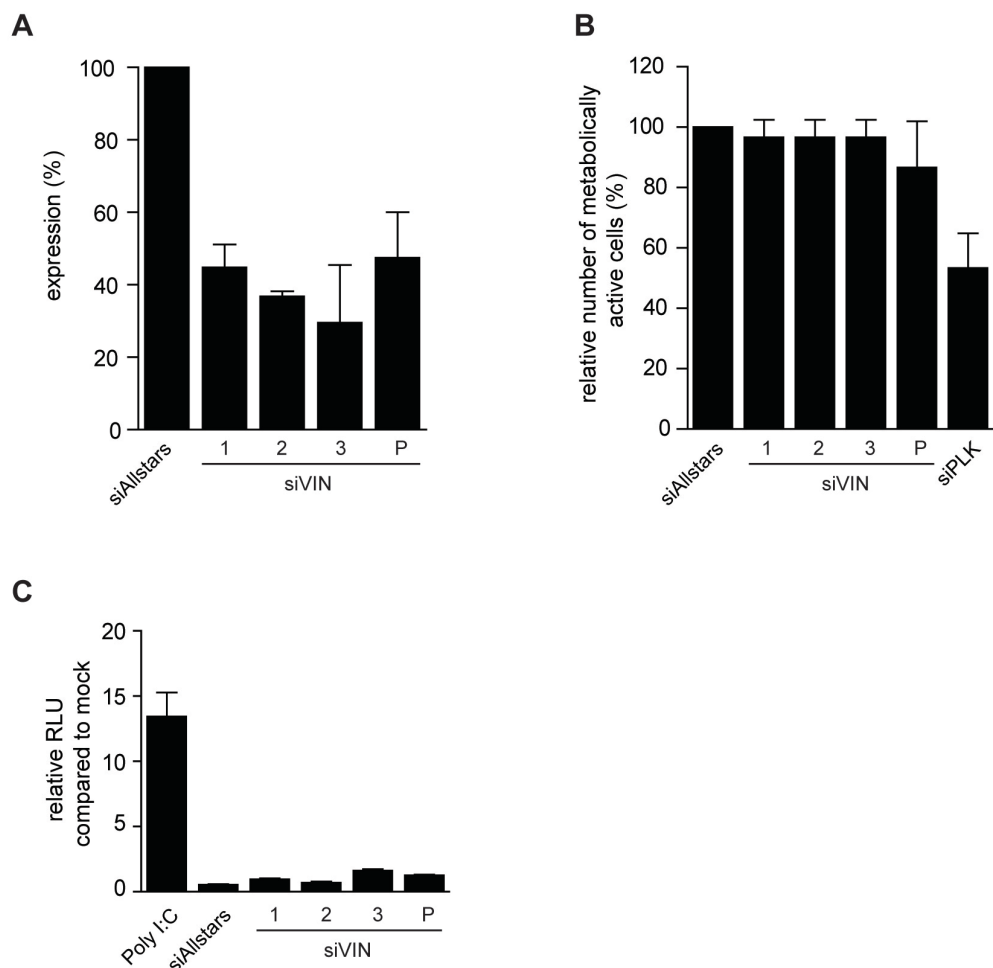 A
expression (%)
100
80
60
40
20
0
siAllstars
1
2
3
P
siVIN
B
relative number of metabolically
active cells (%)
120
100
80
60
40
20
0
siAllstars
1
2
3
P
siVIN
siPLK
C
relative RLU
compared to mock
20
15
10
5
0
Poly I:C
siAllstars
1
2
3
P
siVIN